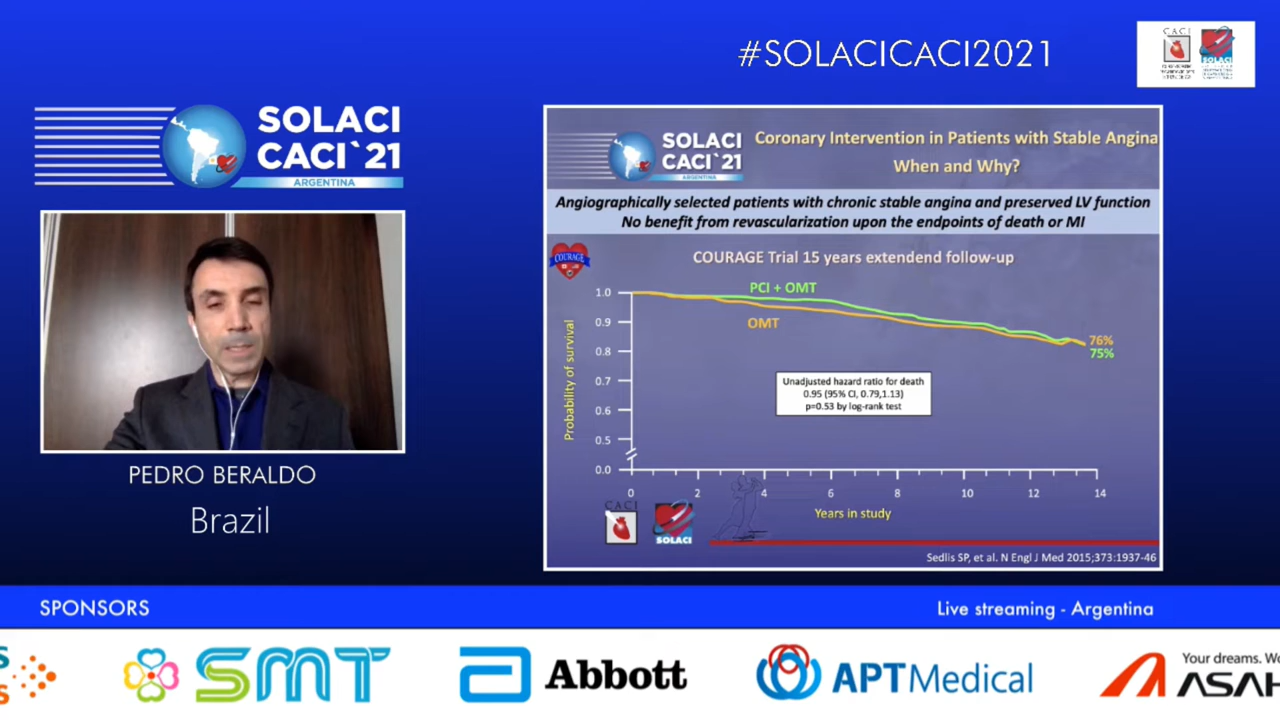 #SOLACICACI2021
CACI
SOLACI
SOLACI
CACI`21
ARGENTINA
PEDRO BERALDO
Brazil
SOLACI
CACI`21
ARGENTINA
Coronary Intervention in Patients with Stable Angina
When and Why?
Angiographically selected patients with chronic stable angina and preserved LV function
No benefit from revascularization upon the endpoints of death or MI
COURAGE
COURAGE Trial 15 years extendend follow-up
Probability of survival
1.0
0.9
0.8
0.7
0.6
0.5
0.0
PCI + OMT
OMT
76%
75%
Unadjusted hazard ratio for death
0.95 (95% CI, 0.79,1.13)
p=0.53 by log-rank test
0 2 4 6 8 10 12 14
Years in study
CACI
SOLACI
Sedlis SP, et al. N Engl J Med 2015;373:1937-46
SPONSORS
Live streaming - Argentina
SMT
Abbott
APT Medical
Your dreams.